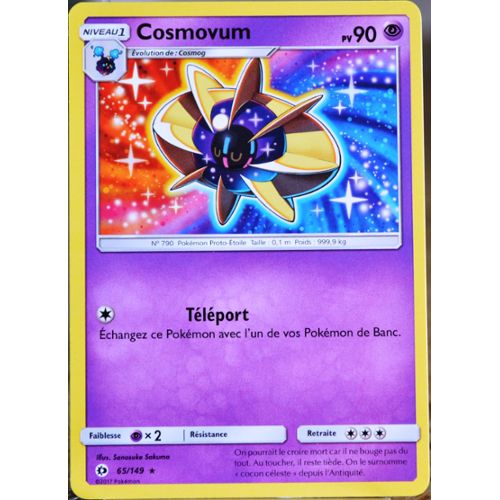 NIVEAU 1
Cosmovum
PV 90
Évolution de : Cosmog
N° 790 Pokémon Proto-Étoile Taille : 0,1 m Poids : 999,9 kg
Téléport
Échangez ce Pokémon avec l'un de vos Pokémon de Banc.
Faiblesse × 2 Résistance Retraite
Illus. Sanosuke Sakuma
65/149 ★
©2017 Pokémon
On pourrait le croire mort car il ne bouge pas
du tout. Au toucher, il reste tiède. On le surnomme
« cocon céleste » depuis l'Antiquité.